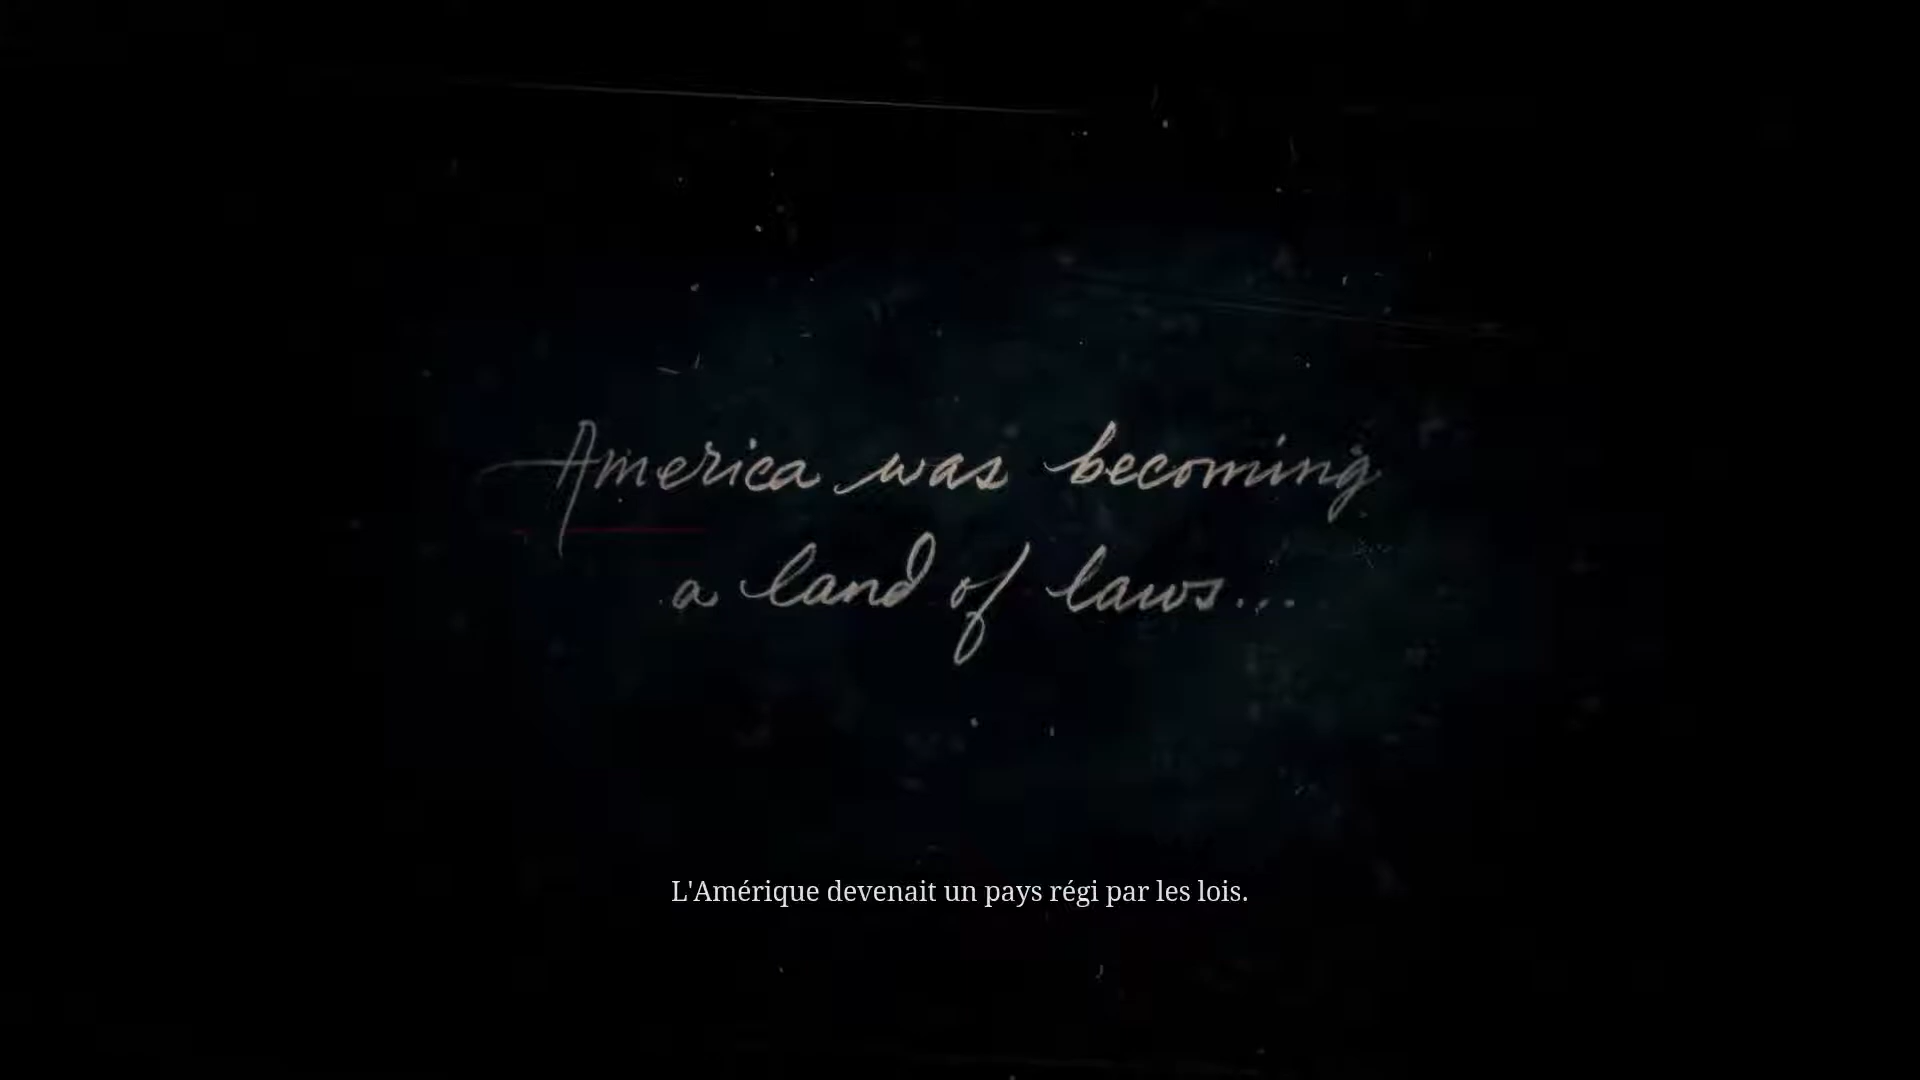 America was becoming
a land of laws...
L'Amérique devenait un pays régi par les lois.